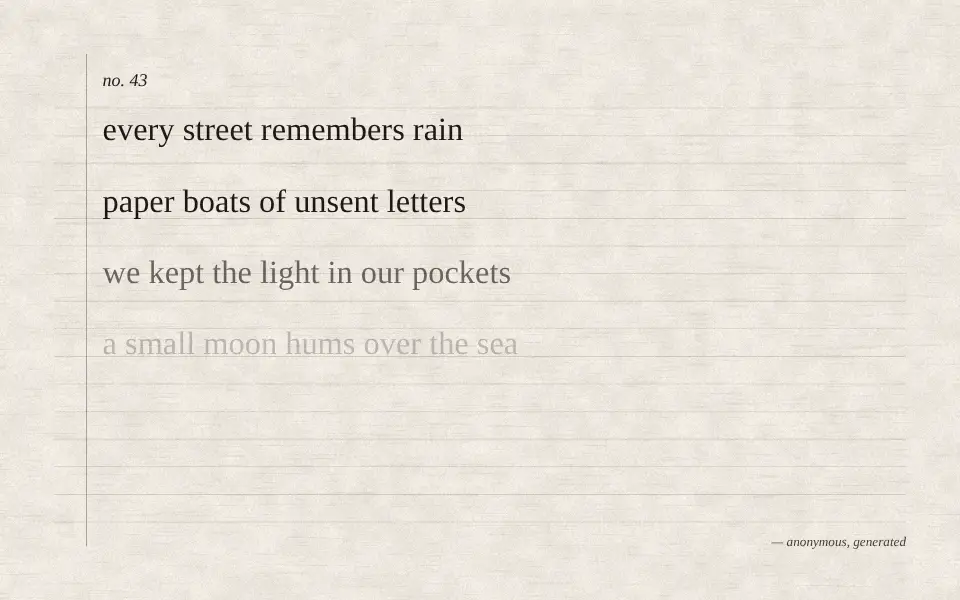 no. 43
every street remembers rain
paper boats of unsent letters
we kept the light in our pockets
a small moon hums over the sea
— anonymous, generated